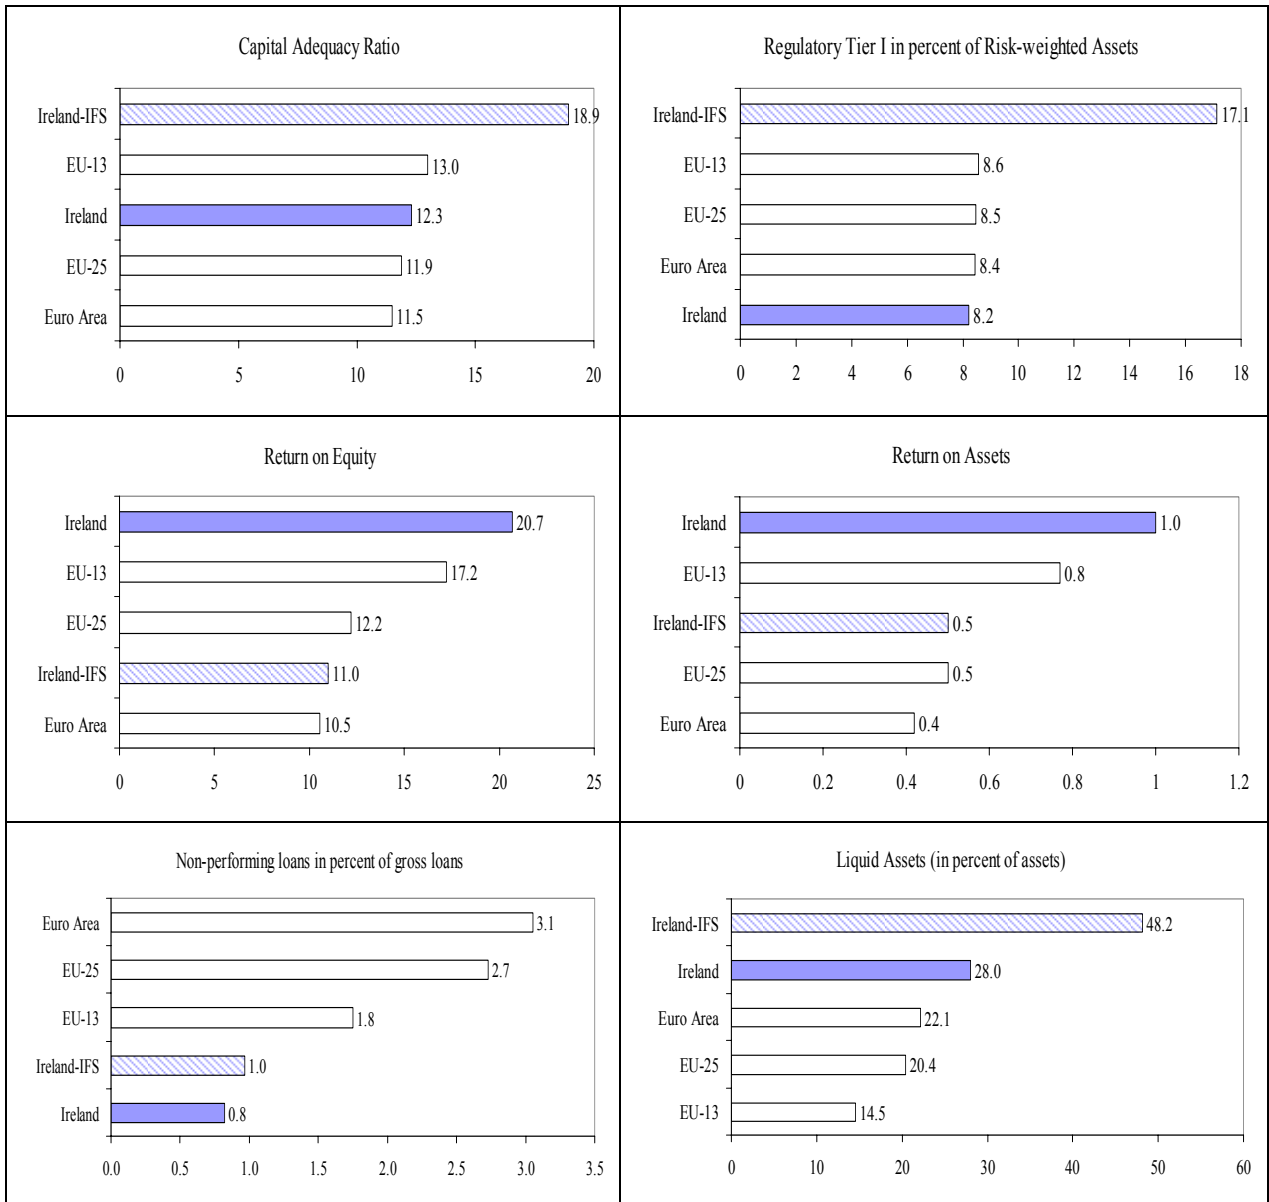 Capital Adequacy Ratio
Ireland-IFS 18.9
EU-13 13.0
Ireland 12.3
EU-25 11.9
Euro Area 11.5
0 5 10 15 20
Regulatory Tier I in percent of Risk-weighted Assets
Ireland-IFS 17.1
EU-13 8.6
EU-25 8.5
Euro Area 8.4
Ireland 8.2
0 2 4 6 8 10 12 14 16 18
Return on Equity
Ireland 20.7
EU-13 17.2
EU-25 12.2
Ireland-IFS 11.0
Euro Area 10.5
0 5 10 15 20 25
Return on Assets
Ireland 1.0
EU-13 0.8
Ireland-IFS 0.5
EU-25 0.5
Euro Area 0.4
0 0.2 0.4 0.6 0.8 1 1.2
Non-performing loans in percent of gross loans
Euro Area 3.1
EU-25 2.7
EU-13 1.8
Ireland-IFS 1.0
Ireland 0.8
0.0 0.5 1.0 1.5 2.0 2.5 3.0 3.5
Liquid Assets (in percent of assets)
Ireland-IFS 48.2
Ireland 28.0
Euro Area 22.1
EU-25 20.4
EU-13 14.5
0 10 20 30 40 50 60